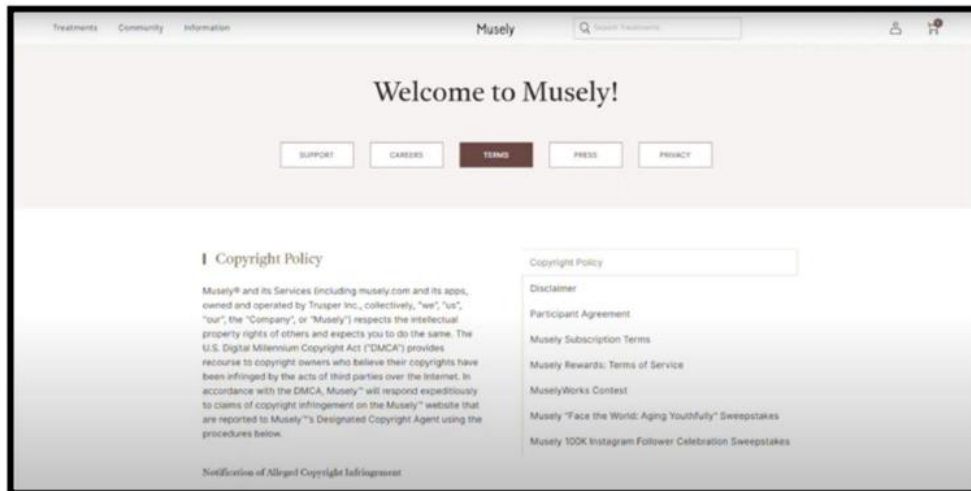 Treatments Community Information Musely Search Treatments
Welcome to Musely!
SUPPORT CAREERS TERMS PRESS PRIVACY
Copyright Policy
Musely® and its Services (including musely.com and its apps,
owned and operated by Trusper Inc., collectively, "we", "us",
"our", the "Company", or "Musely") respects the intellectual
property rights of others and expects you to do the same. The
U.S. Digital Millennium Copyright Act ("DMCA") provides
recourse to copyright owners who believe their copyrights have
been infringed by the acts of third parties over the Internet. In
accordance with the DMCA, Musely™ will respond expeditiously
to claims of copyright infringement on the Musely™ website that
are reported to Musely™'s Designated Copyright Agent using the
procedures below.
Notification of Alleged Copyright Infringement
Copyright Policy
Disclaimer
Participant Agreement
Musely Subscription Terms
Musely Rewards: Terms of Service
MuselyWorks Contest
Musely "Face the World: Aging Youthfully" Sweepstakes
Musely 100K Instagram Follower Celebration Sweepstakes